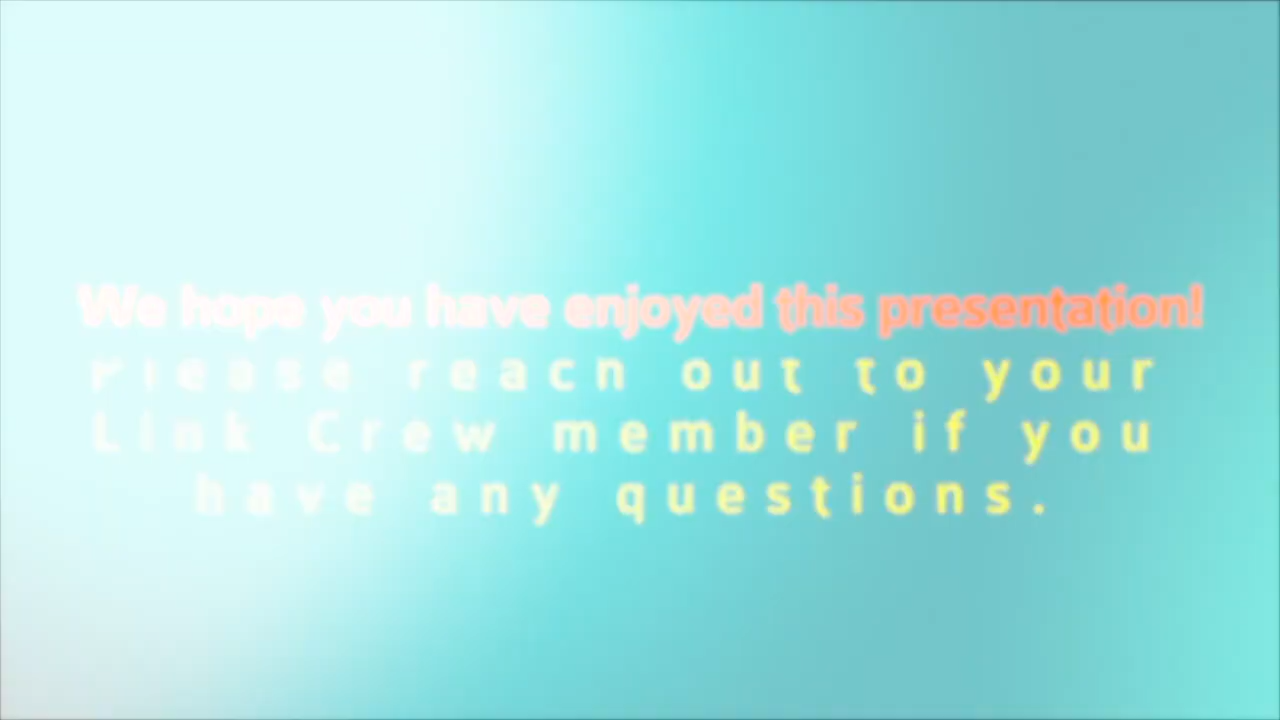 We hope you have enjoyed this presentation!
Please reach out to your
Link Crew member if you
have any questions.